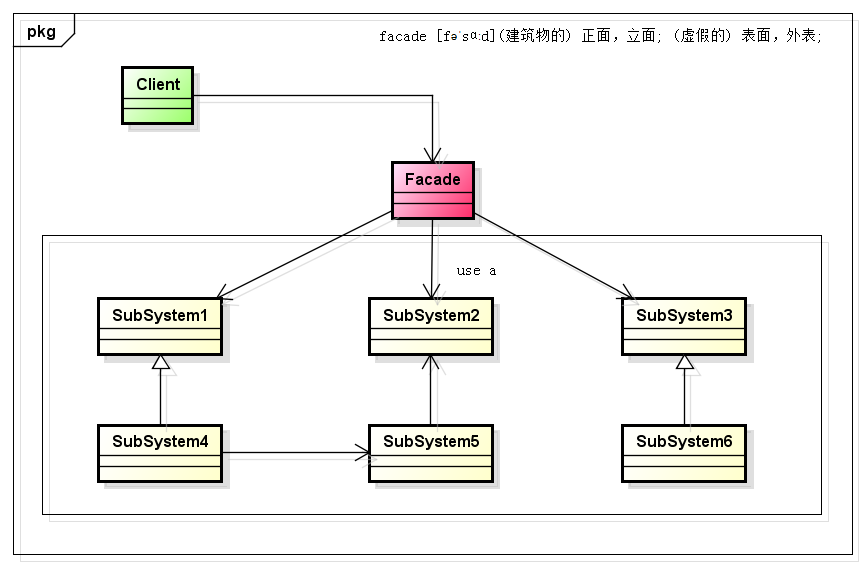 pkg
facade [fəˈsɑːd](建筑物的) 正面，立面; (虚假的) 表面，外表;
Client
Facade
use a
SubSystem1
SubSystem2
SubSystem3
SubSystem4
SubSystem5
SubSystem6